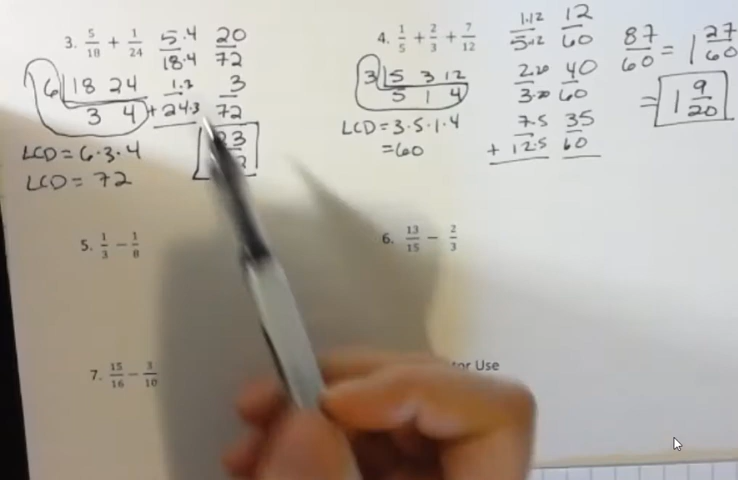 3. 5/18 + 1/24
5·4/18·4 20/72
6 18 24
3 4
1·3/24·3 3/72
+
LCD = 6·3·4
LCD = 72
4. 1/5 + 2/3 + 7/12
1·12/5·12 12/60
3 5 3 12
5 1 4
2·20/3·20 40/60
LCD = 3·5·1·4
= 60
7·5/12·5 35/60
+
87/60 = 1 27/60
= 1 9/20
5. 1/3 − 1/8
6. 13/15 − 2/3
7. 15/16 − 3/10
Use